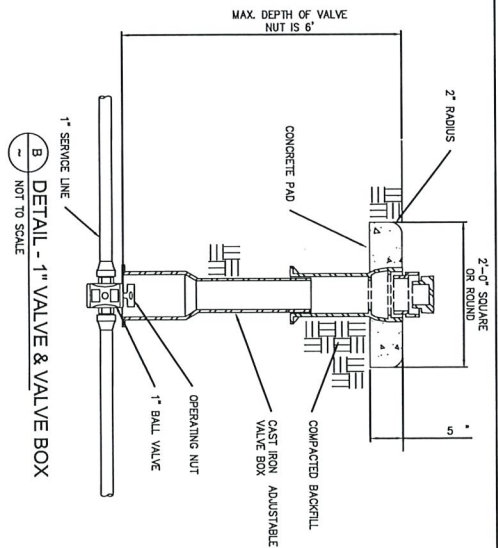 MAX. DEPTH OF VALVE
NUT IS 6'
2" RADIUS
CONCRETE PAD
2'-0" SQUARE
OR ROUND
5 "
1" SERVICE LINE
COMPACTED BACKFILL
CAST IRON ADJUSTABLE
VALVE BOX
OPERATING NUT
1" BALL VALVE
B
~
DETAIL - 1" VALVE & VALVE BOX
NOT TO SCALE